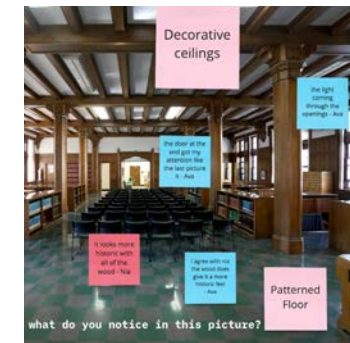 Decorative
ceilings
the light
coming
through the
openings - Ava
the door at the
end got my
attention like
the last picture
it - Ava
It looks more
historic with
all of the
wood - Nia
I agree with nia
the wood does
give it a more
historic feel
- Ava
Patterned
Floor
what do you notice in this picture?